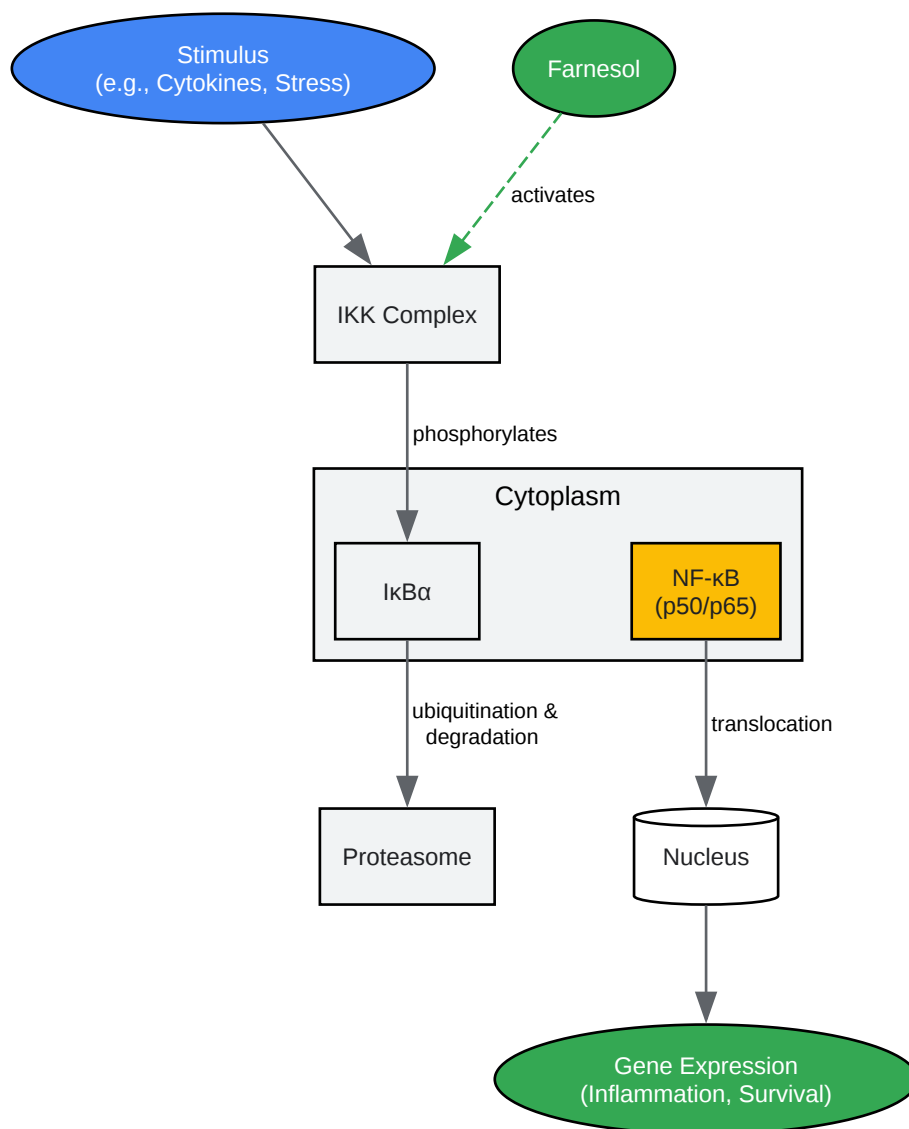 Stimulus
(e.g., Cytokines, Stress)
Farnesol
activates
IKK Complex
phosphorylates
Cytoplasm
IκBα
NF-κB
(p50/p65)
ubiquitination &
degradation
translocation
Proteasome
Nucleus
Gene Expression
(Inflammation, Survival)